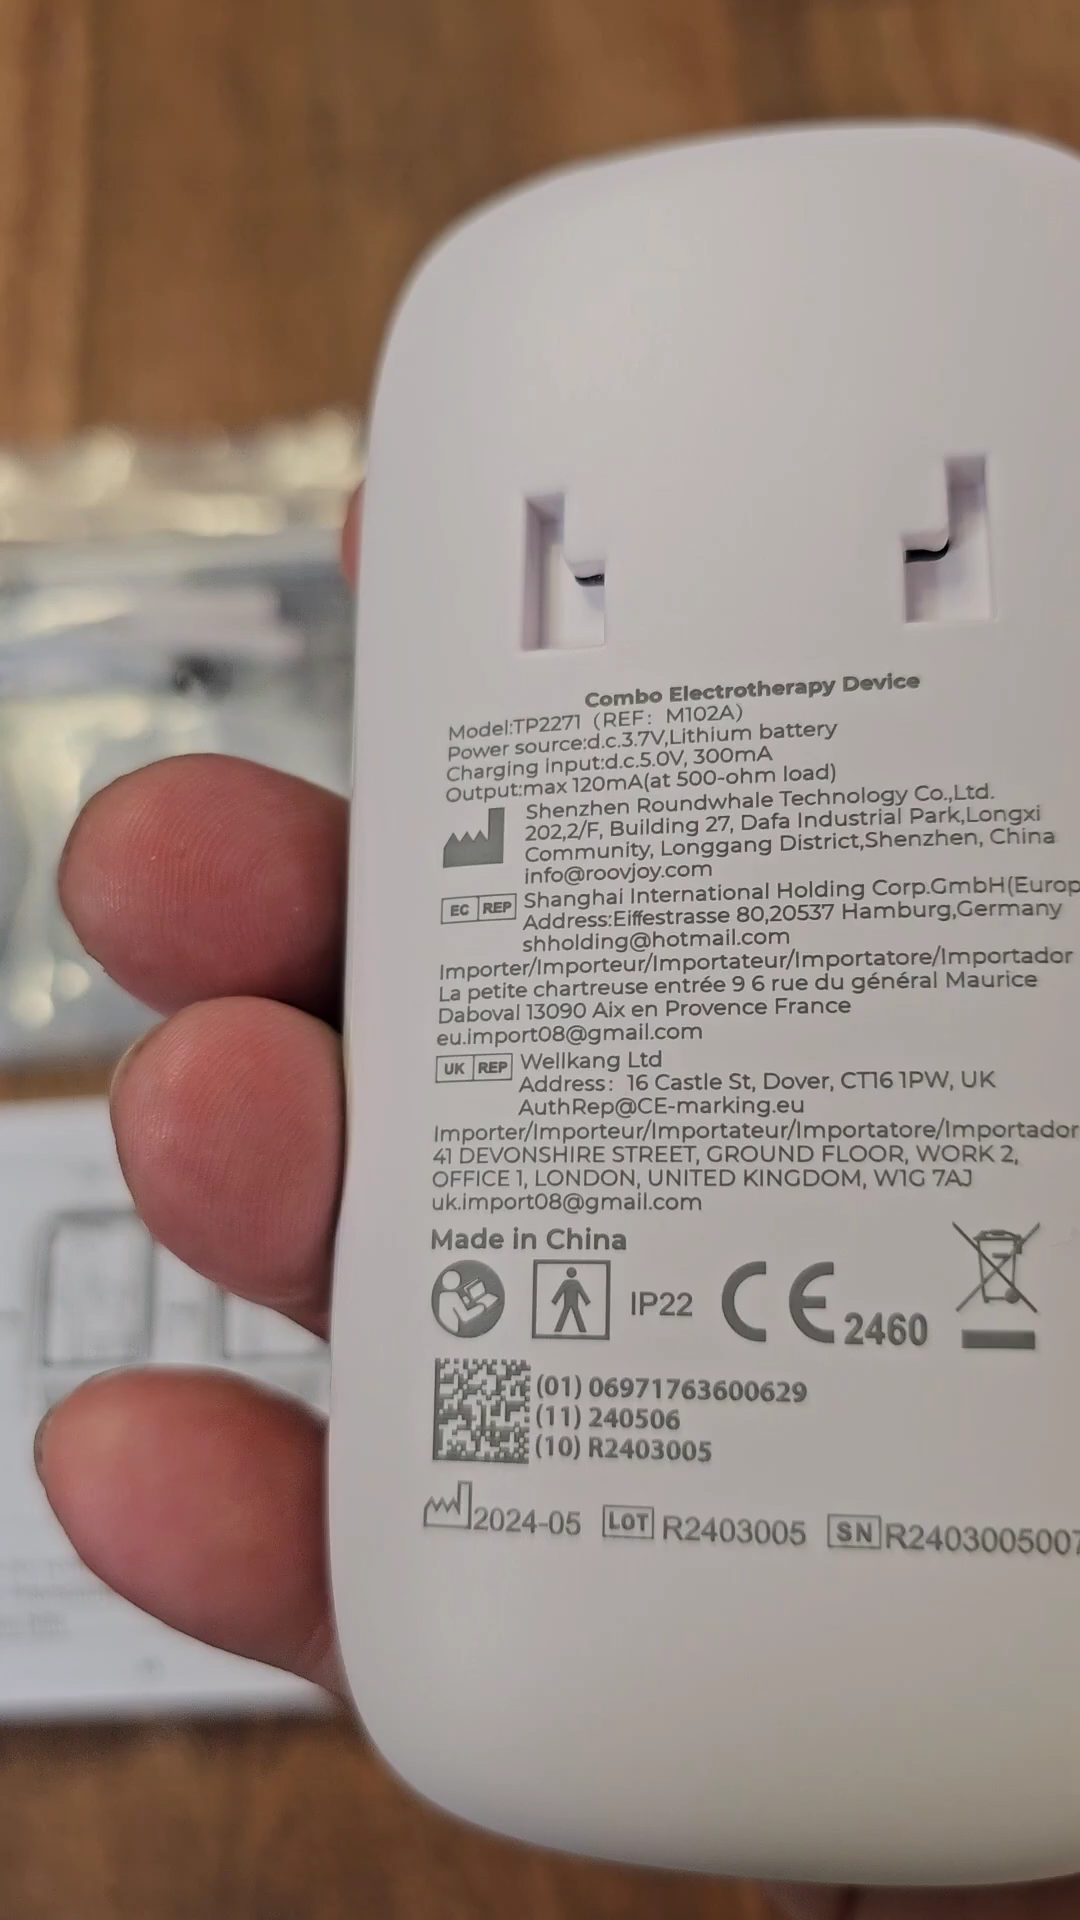 Combo Electrotherapy Device
Model:TP2271 (REF: M102A)
Power source:d.c.3.7V,Lithium battery
Charging input:d.c.5.0V, 300mA
Output:max 120mA(at 500-ohm load)
Shenzhen Roundwhale Technology Co.,Ltd.
202,2/F, Building 27, Dafa Industrial Park,Longxi
Community, Longgang District,Shenzhen, China
info@roovjoy.com
EC REP Shanghai International Holding Corp.GmbH(Europ
Address:Eiffestrasse 80,20537 Hamburg,Germany
shholding@hotmail.com
Importer/Importeur/Importateur/Importatore/Importador
La petite chartreuse entrée 9 6 rue du général Maurice
Daboval 13090 Aix en Provence France
eu.import08@gmail.com
UK REP Wellkang Ltd
Address: 16 Castle St, Dover, CT16 1PW, UK
AuthRep@CE-marking.eu
Importer/Importeur/Importateur/Importatore/Importador
41 DEVONSHIRE STREET, GROUND FLOOR, WORK 2,
OFFICE 1, LONDON, UNITED KINGDOM, W1G 7AJ
uk.import08@gmail.com
Made in China
IP22 CE 2460
(01) 06971763600629
(11) 240506
(10) R2403005
2024-05 LOT R2403005 SN R2403005007